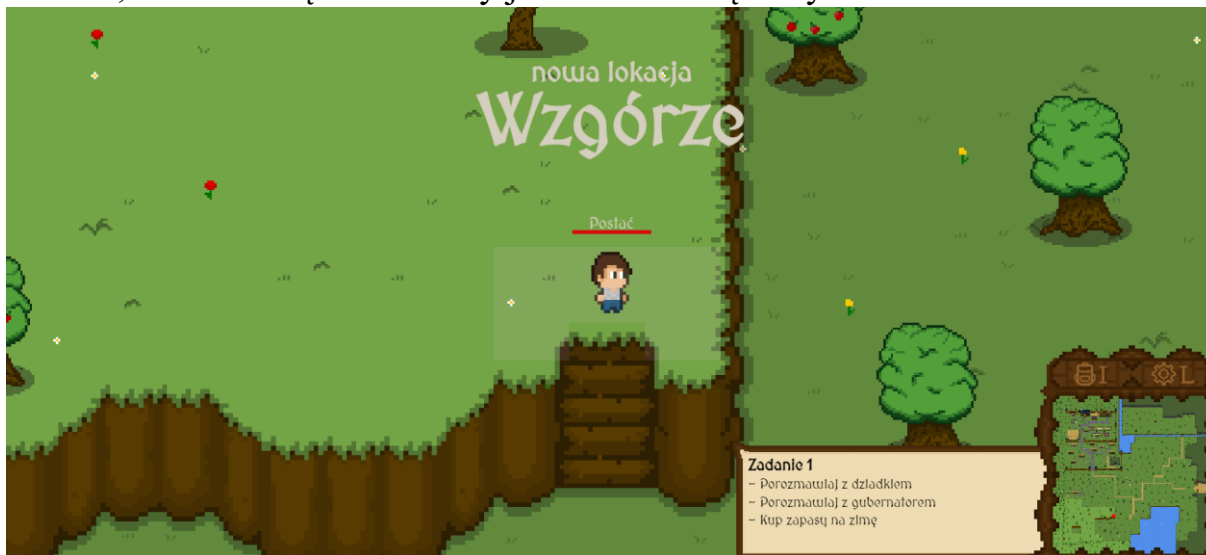 nowa lokacja
Wzgórze
Postać
I
L
Zadanie 1
– Porozmawiaj z dziadkiem
– Porozmawiaj z gubernatorem
– Kup zapasy na zimę